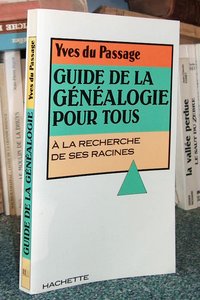 Yves du Passage
GUIDE DE LA
GÉNÉALOGIE
POUR TOUS
À LA RECHERCHE
DE SES RACINES
HACHETTE
Yves du Passage
GUIDE DE LA GÉNÉALOGIE
la vallée perdue